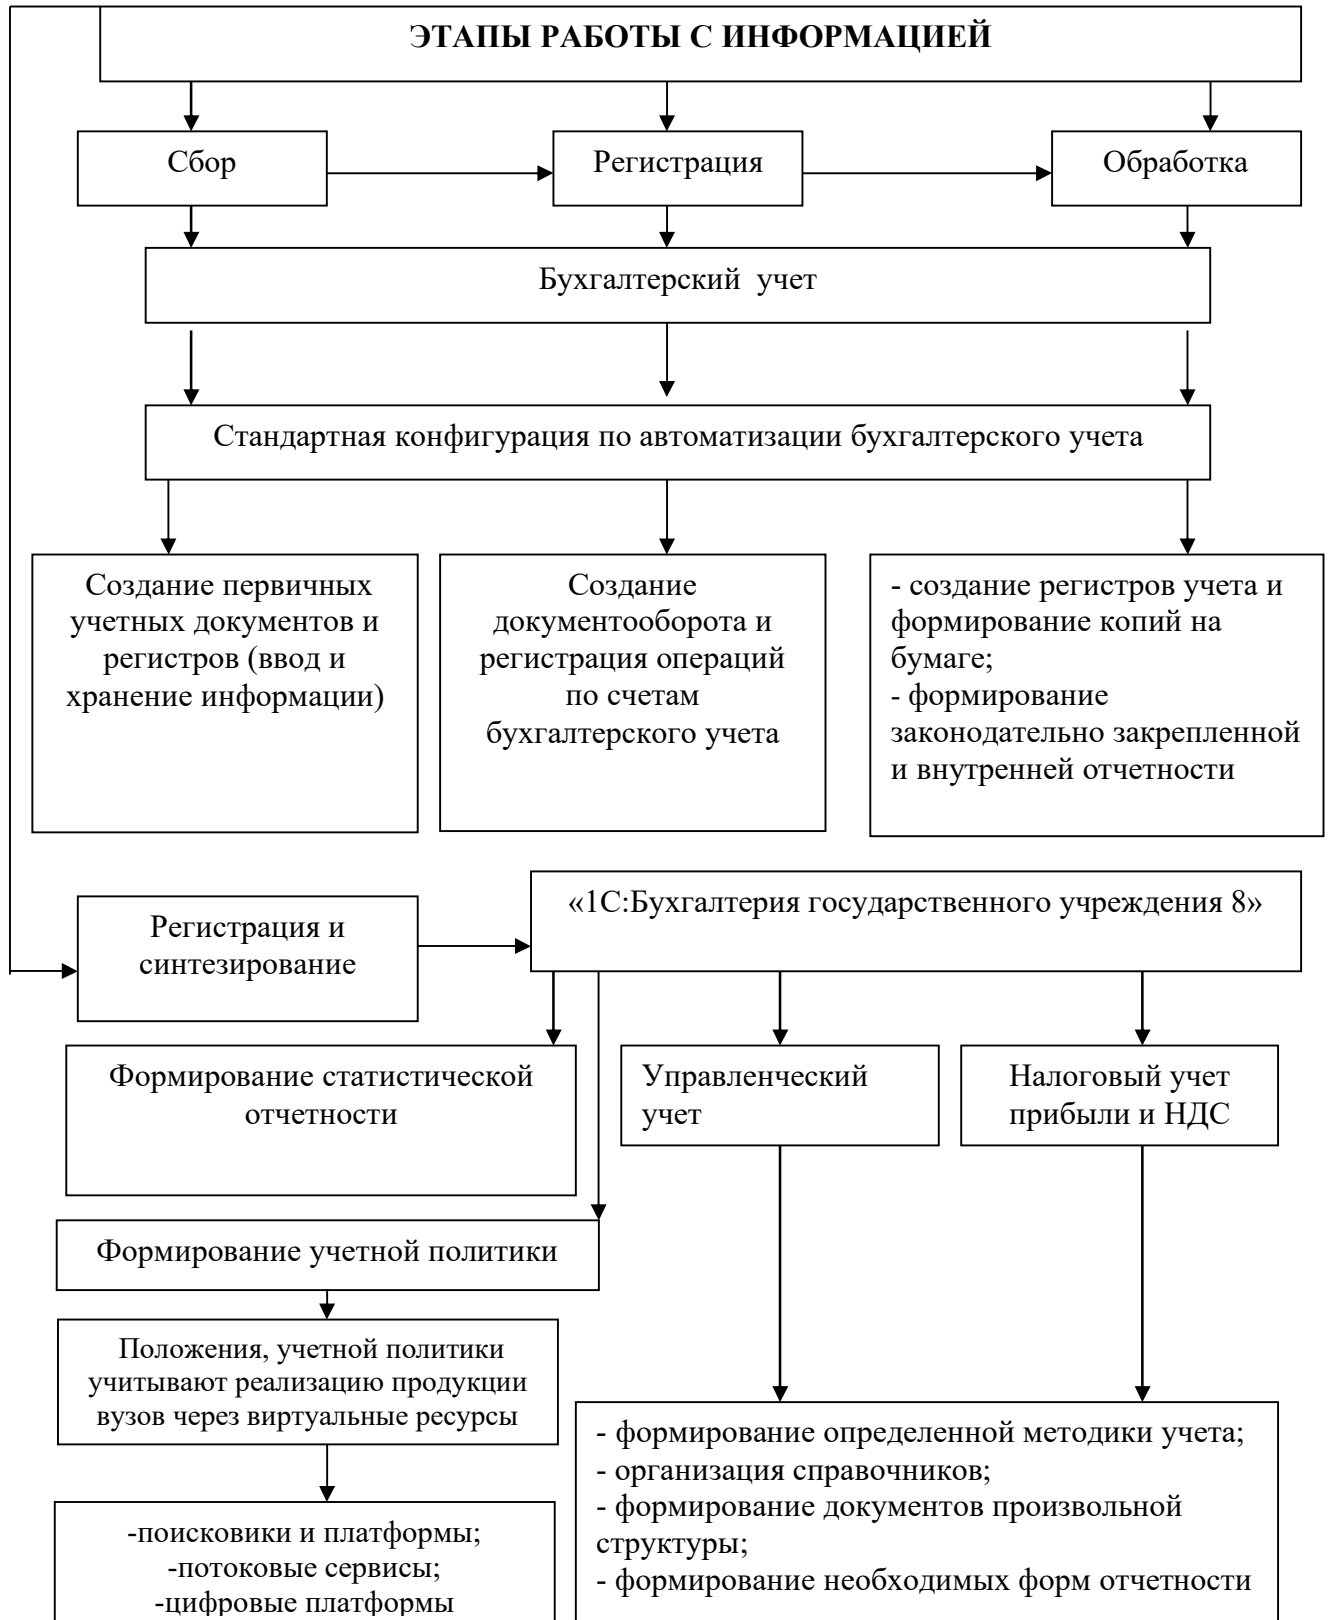 ЭТАПЫ РАБОТЫ С ИНФОРМАЦИЕЙ
Сбор
Регистрация
Обработка
Бухгалтерский учет
Стандартная конфигурация по автоматизации бухгалтерского учета
Создание первичных
учетных документов и
регистров (ввод и
хранение информации)
Создание
документооборота и
регистрация операций
по счетам
бухгалтерского учета
- создание регистров учета и
формирование копий на
бумаге;
- формирование
законодательно закрепленной
и внутренней отчетности
Регистрация и
синтезирование
«1С:Бухгалтерия государственного учреждения 8»
Формирование статистической
отчетности
Управленческий
учет
Налоговый учет
прибыли и НДС
Формирование учетной политики
Положения, учетной политики
учитывают реализацию продукции
вузов через виртуальные ресурсы
-поисковики и платформы;
-потоковые сервисы;
-цифровые платформы
- формирование определенной методики учета;
- организация справочников;
- формирование документов произвольной
структуры;
- формирование необходимых форм отчетности